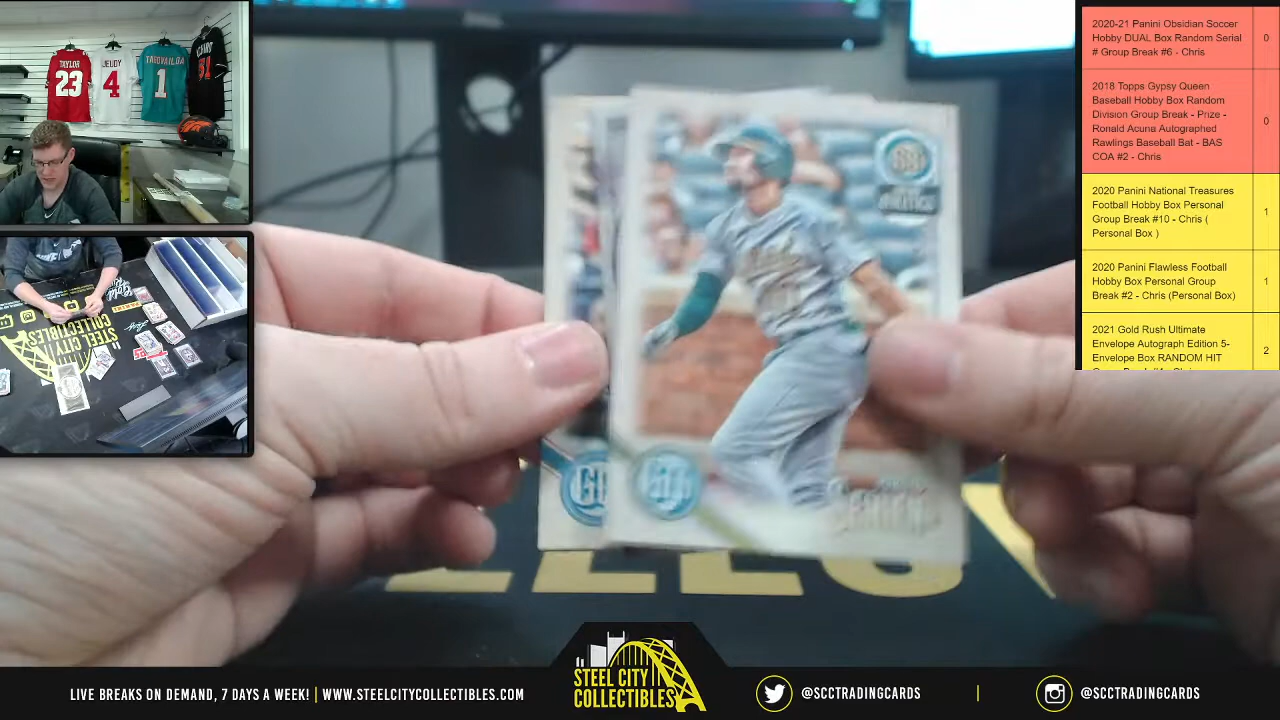 TAYLOR
23
JEUDY
4
TAGOVAILOA
1
51
2020-21 Panini Obsidian Soccer
Hobby DUAL Box Random Serial
# Group Break #6 - Chris
0
2018 Topps Gypsy Queen
Baseball Hobby Box Random
Division Group Break - Prize -
Ronald Acuna Autographed
Rawlings Baseball Bat - BAS
COA #2 - Chris
0
2020 Panini National Treasures
Football Hobby Box Personal
Group Break #10 - Chris (
Personal Box )
1
2020 Panini Flawless Football
Hobby Box Personal Group
Break #2 - Chris (Personal Box)
1
2021 Gold Rush Ultimate
Envelope Autograph Edition 5-
Envelope Box RANDOM HIT
2
STEEL CITY
COLLECTIBLES
GQ
LIVE BREAKS ON DEMAND, 7 DAYS A WEEK! | WWW.STEELCITYCOLLECTIBLES.COM
STEEL CITY
COLLECTIBLES
@SCCTRADINGCARDS
|
@SCCTRADINGCARDS